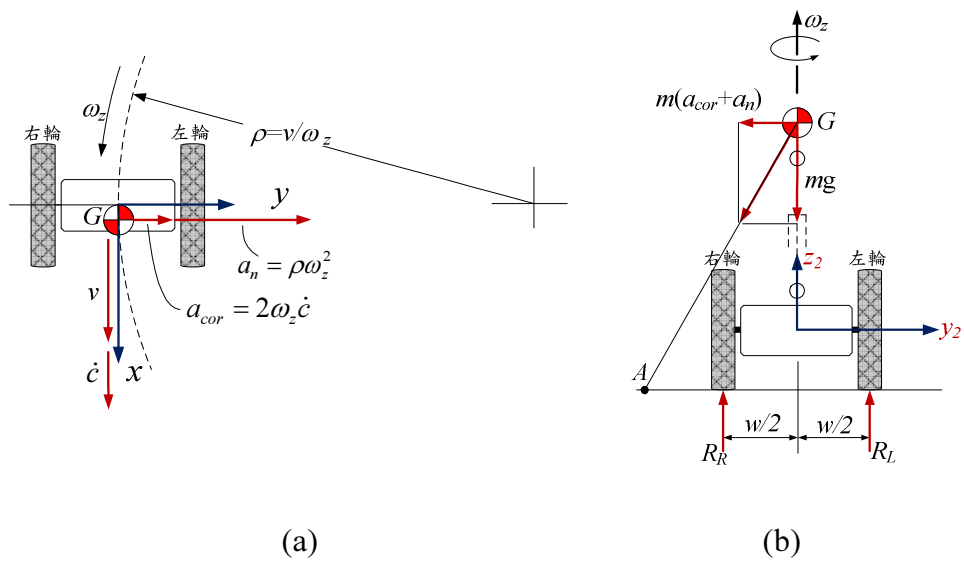 ω_z
右輪
左輪
ρ=v/ω_z
G
y
v
a_n = ρω_z^2
a_cor = 2ω_z ċ
ċ
x
(a)
ω_z
m(a_cor+a_n)
G
mg
右輪
z_2
左輪
y_2
A
w/2
w/2
R_R
R_L
(b)